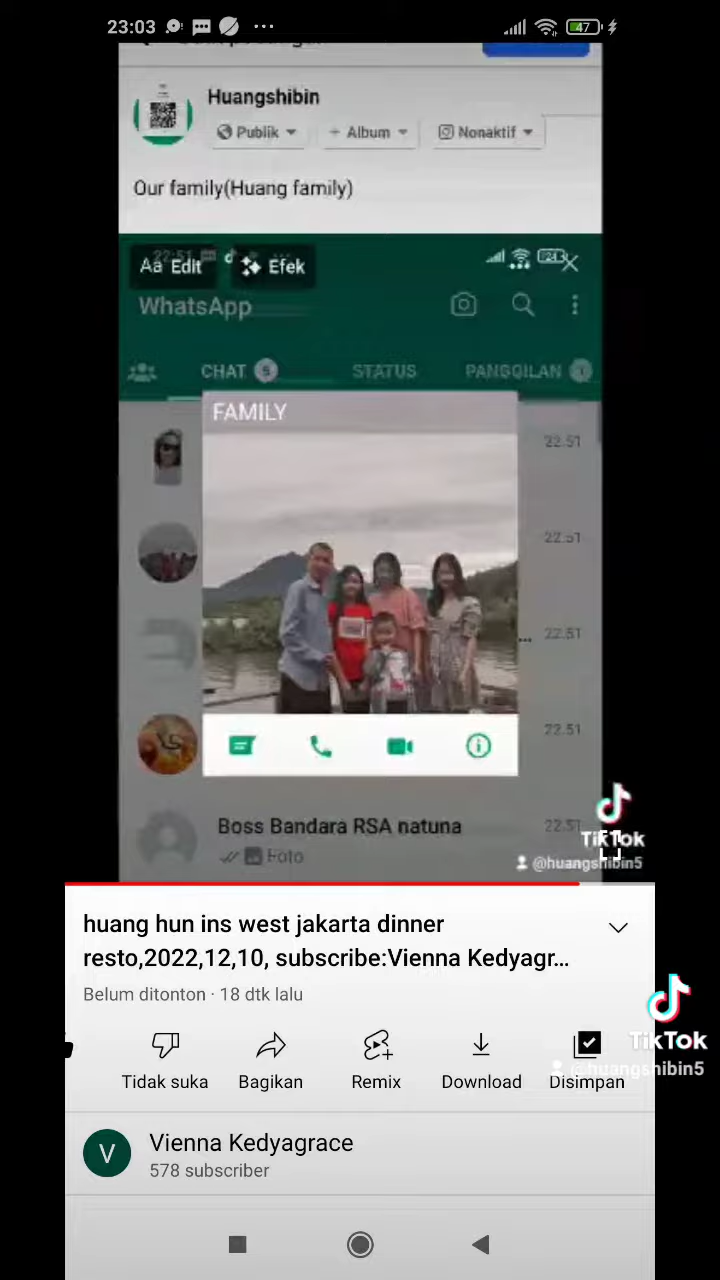 23:03
47
Huangshibin
Publik
+ Album
Nonaktif
Our family(Huang family)
22.51
Aa Edit
Efek
24
WhatsApp
CHAT 5
STATUS
PANGGILAN
FAMILY
22.51
22.51
... 22.51
22.51
Boss Bandara RSA natuna
22.51
Foto
TikTok
@huangshibin5
huang hun ins west jakarta dinner
resto,2022,12,10, subscribe:Vienna Kedyagr...
Belum ditonton · 18 dtk lalu
TikTok
@huangshibin5
Tidak suka
Bagikan
Remix
Download
Disimpan
V
Vienna Kedyagrace
578 subscriber